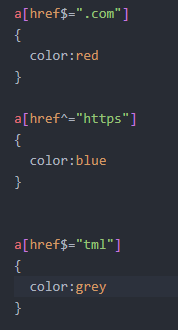 a[href$=".com"]
{
  color:red
}
a[href^="https"]
{
  color:blue
}
a[href$="tml"]
{
  color:grey
}